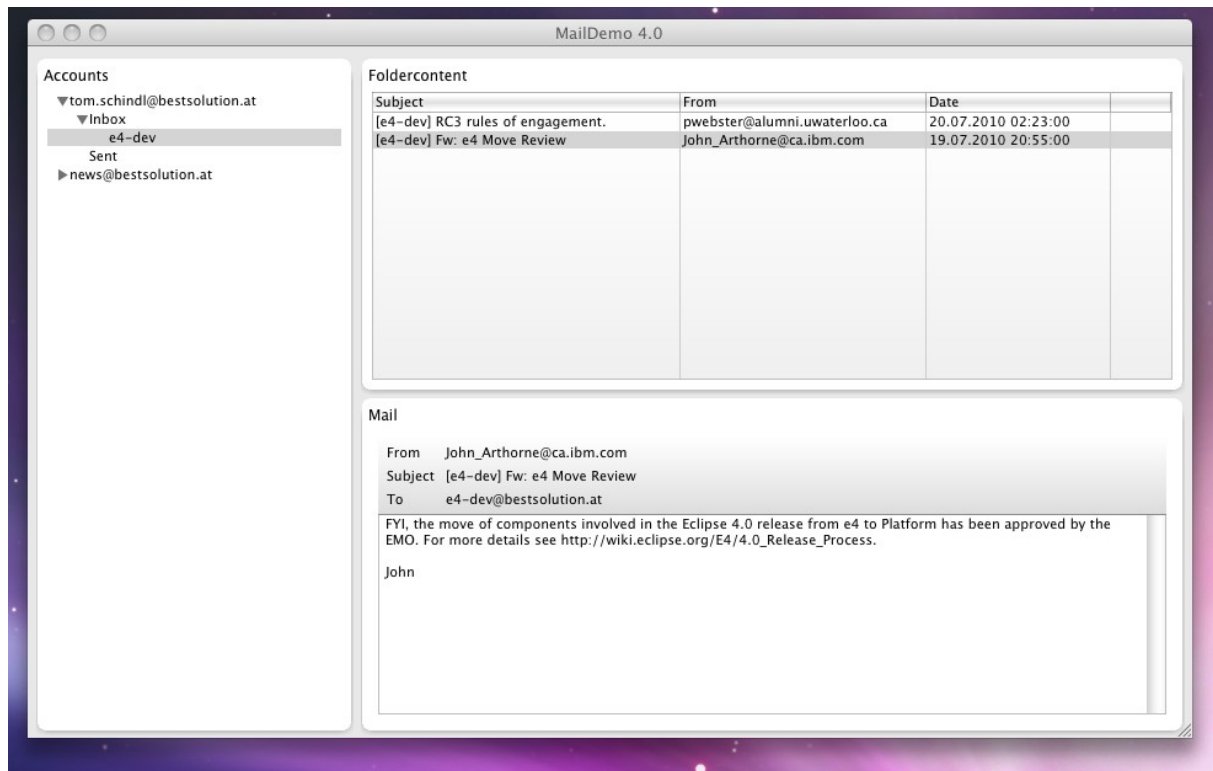 MailDemo 4.0
Accounts
tom.schindl@bestsolution.at
Inbox
e4-dev
Sent
news@bestsolution.at
Foldercontent
Subject From Date
[e4-dev] RC3 rules of engagement. pwebster@alumni.uwaterloo.ca 20.07.2010 02:23:00
[e4-dev] Fw: e4 Move Review John_Arthorne@ca.ibm.com 19.07.2010 20:55:00
Mail
From John_Arthorne@ca.ibm.com
Subject [e4-dev] Fw: e4 Move Review
To e4-dev@bestsolution.at
FYI, the move of components involved in the Eclipse 4.0 release from e4 to Platform has been approved by the
EMO. For more details see http://wiki.eclipse.org/E4/4.0_Release_Process.
John